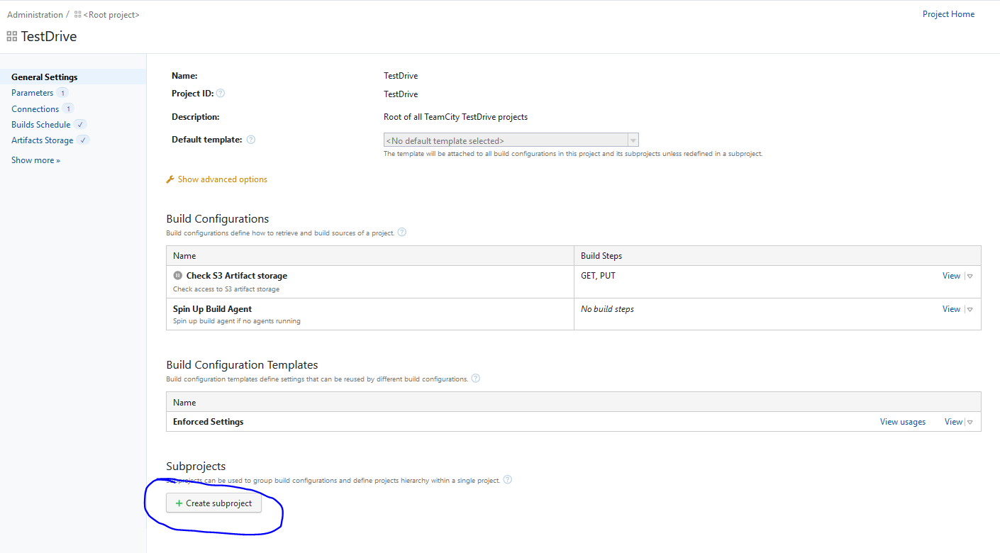 Administration / <Root project> Project Home
TestDrive
General Settings
Parameters 1
Connections 1
Builds Schedule ✓
Artifacts Storage ✓
Show more »
Name: TestDrive
Project ID: ? TestDrive
Description: Root of all TeamCity TestDrive projects
Default template: ? <No default template selected>
The template will be attached to all build configurations in this project and its subprojects unless redefined in a subproject.
Show advanced options
Build Configurations
Build configurations define how to retrieve and build sources of a project. ?
Name Build Steps
Check S3 Artifact storage GET, PUT View
Check access to S3 artifact storage
Spin Up Build Agent No build steps View
Spin up build agent if no agents running
Build Configuration Templates
Build configuration templates define settings that can be reused by different build configurations. ?
Name
Enforced Settings View usages View
Subprojects
Subprojects can be used to group build configurations and define projects hierarchy within a single project. ?
+ Create subproject